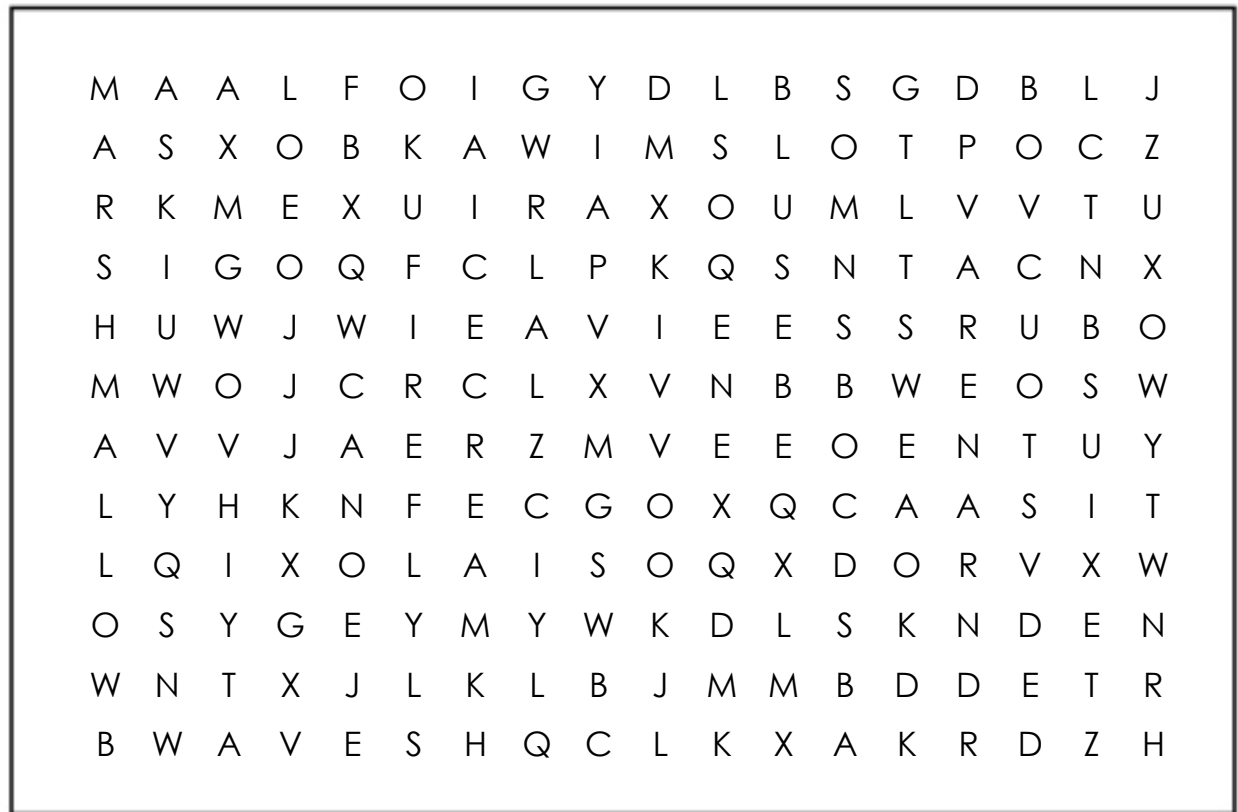 M A A L F O I G Y D L B S G D B L J
A S X O B K A W I M S L O T P O C Z
R K M E X U I R A X O U M L V V T U
S I G O Q F C L P K Q S N T A C N X
H U W J W I E A V I E E S S R U B O
M W O J C R C L X V N B B W E O S W
A V V J A E R Z M V E E O E N T U Y
L Y H K N F E C G O X Q C A A S I T
L Q I X O L A I S O Q X D O R V X W
O S Y G E Y M Y W K D L S K N D E N
W N T X J L K L B J M M B D D E T R
B W A V E S H Q C L K X A K R D Z H